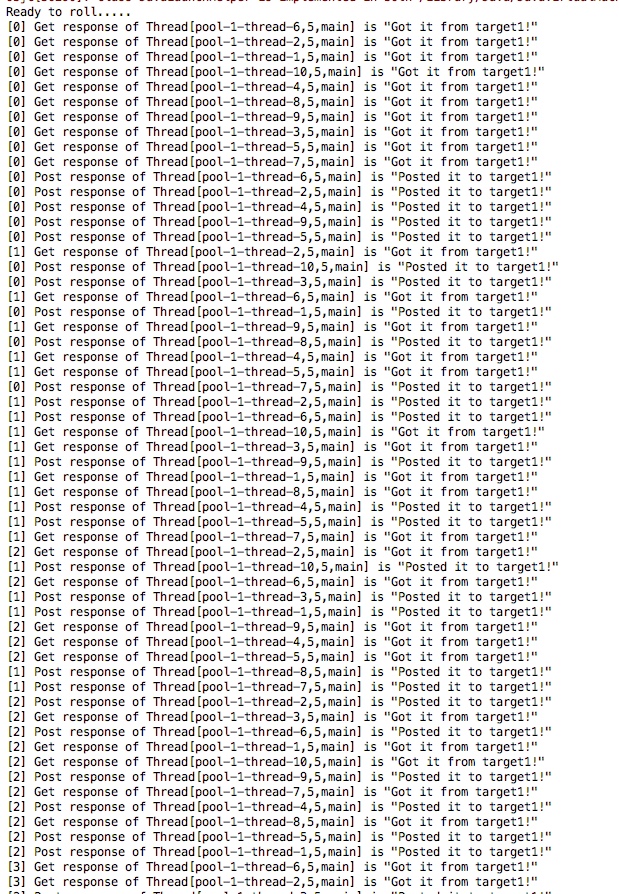 Ready to roll.....
[0] Get response of Thread[pool-1-thread-6,5,main] is "Got it from target1!"
[0] Get response of Thread[pool-1-thread-2,5,main] is "Got it from target1!"
[0] Get response of Thread[pool-1-thread-1,5,main] is "Got it from target1!"
[0] Get response of Thread[pool-1-thread-10,5,main] is "Got it from target1!"
[0] Get response of Thread[pool-1-thread-4,5,main] is "Got it from target1!"
[0] Get response of Thread[pool-1-thread-8,5,main] is "Got it from target1!"
[0] Get response of Thread[pool-1-thread-9,5,main] is "Got it from target1!"
[0] Get response of Thread[pool-1-thread-3,5,main] is "Got it from target1!"
[0] Get response of Thread[pool-1-thread-5,5,main] is "Got it from target1!"
[0] Get response of Thread[pool-1-thread-7,5,main] is "Got it from target1!"
[0] Post response of Thread[pool-1-thread-6,5,main] is "Posted it to target1!"
[0] Post response of Thread[pool-1-thread-2,5,main] is "Posted it to target1!"
[0] Post response of Thread[pool-1-thread-4,5,main] is "Posted it to target1!"
[0] Post response of Thread[pool-1-thread-9,5,main] is "Posted it to target1!"
[0] Post response of Thread[pool-1-thread-5,5,main] is "Posted it to target1!"
[1] Get response of Thread[pool-1-thread-2,5,main] is "Got it from target1!"
[0] Post response of Thread[pool-1-thread-10,5,main] is "Posted it to target1!"
[0] Post response of Thread[pool-1-thread-3,5,main] is "Posted it to target1!"
[1] Get response of Thread[pool-1-thread-6,5,main] is "Got it from target1!"
[0] Post response of Thread[pool-1-thread-1,5,main] is "Posted it to target1!"
[1] Get response of Thread[pool-1-thread-9,5,main] is "Got it from target1!"
[0] Post response of Thread[pool-1-thread-8,5,main] is "Posted it to target1!"
[1] Get response of Thread[pool-1-thread-4,5,main] is "Got it from target1!"
[1] Get response of Thread[pool-1-thread-5,5,main] is "Got it from target1!"
[0] Post response of Thread[pool-1-thread-7,5,main] is "Posted it to target1!"
[1] Post response of Thread[pool-1-thread-2,5,main] is "Posted it to target1!"
[1] Post response of Thread[pool-1-thread-6,5,main] is "Posted it to target1!"
[1] Get response of Thread[pool-1-thread-10,5,main] is "Got it from target1!"
[1] Get response of Thread[pool-1-thread-3,5,main] is "Got it from target1!"
[1] Post response of Thread[pool-1-thread-9,5,main] is "Posted it to target1!"
[1] Get response of Thread[pool-1-thread-1,5,main] is "Got it from target1!"
[1] Get response of Thread[pool-1-thread-8,5,main] is "Got it from target1!"
[1] Post response of Thread[pool-1-thread-4,5,main] is "Posted it to target1!"
[1] Post response of Thread[pool-1-thread-5,5,main] is "Posted it to target1!"
[1] Get response of Thread[pool-1-thread-7,5,main] is "Got it from target1!"
[2] Get response of Thread[pool-1-thread-2,5,main] is "Got it from target1!"
[1] Post response of Thread[pool-1-thread-10,5,main] is "Posted it to target1!"
[2] Get response of Thread[pool-1-thread-6,5,main] is "Got it from target1!"
[1] Post response of Thread[pool-1-thread-3,5,main] is "Posted it to target1!"
[1] Post response of Thread[pool-1-thread-1,5,main] is "Posted it to target1!"
[2] Get response of Thread[pool-1-thread-9,5,main] is "Got it from target1!"
[2] Get response of Thread[pool-1-thread-4,5,main] is "Got it from target1!"
[2] Get response of Thread[pool-1-thread-5,5,main] is "Got it from target1!"
[1] Post response of Thread[pool-1-thread-8,5,main] is "Posted it to target1!"
[1] Post response of Thread[pool-1-thread-7,5,main] is "Posted it to target1!"
[2] Post response of Thread[pool-1-thread-2,5,main] is "Posted it to target1!"
[2] Get response of Thread[pool-1-thread-3,5,main] is "Got it from target1!"
[2] Post response of Thread[pool-1-thread-6,5,main] is "Posted it to target1!"
[2] Get response of Thread[pool-1-thread-1,5,main] is "Got it from target1!"
[2] Get response of Thread[pool-1-thread-10,5,main] is "Got it from target1!"
[2] Post response of Thread[pool-1-thread-9,5,main] is "Posted it to target1!"
[2] Get response of Thread[pool-1-thread-7,5,main] is "Got it from target1!"
[2] Post response of Thread[pool-1-thread-4,5,main] is "Posted it to target1!"
[2] Get response of Thread[pool-1-thread-8,5,main] is "Got it from target1!"
[2] Post response of Thread[pool-1-thread-5,5,main] is "Posted it to target1!"
[2] Post response of Thread[pool-1-thread-1,5,main] is "Posted it to target1!"
[3] Get response of Thread[pool-1-thread-6,5,main] is "Got it from target1!"
[3] Get response of Thread[pool-1-thread-2,5,main] is "Got it from target1!"